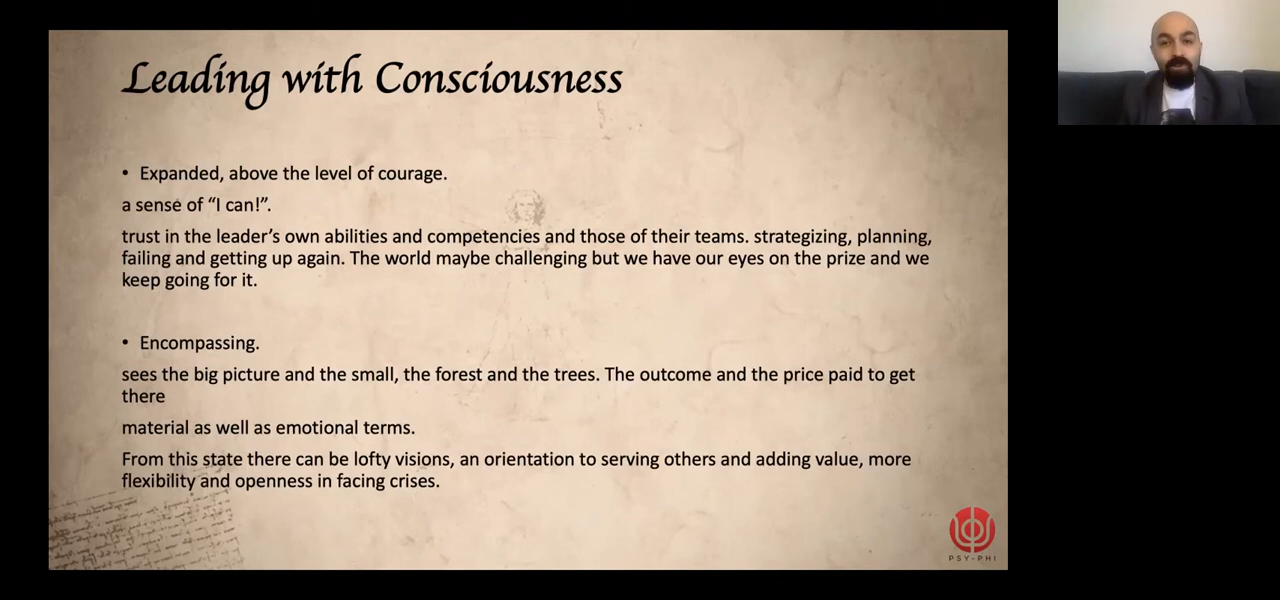 Leading with Consciousness
• Expanded, above the level of courage.
a sense of “I can!”.
trust in the leader’s own abilities and competencies and those of their teams. strategizing, planning,
failing and getting up again. The world maybe challenging but we have our eyes on the prize and we
keep going for it.
• Encompassing.
sees the big picture and the small, the forest and the trees. The outcome and the price paid to get
there
material as well as emotional terms.
From this state there can be lofty visions, an orientation to serving others and adding value, more
flexibility and openness in facing crises.
PSY-PHI